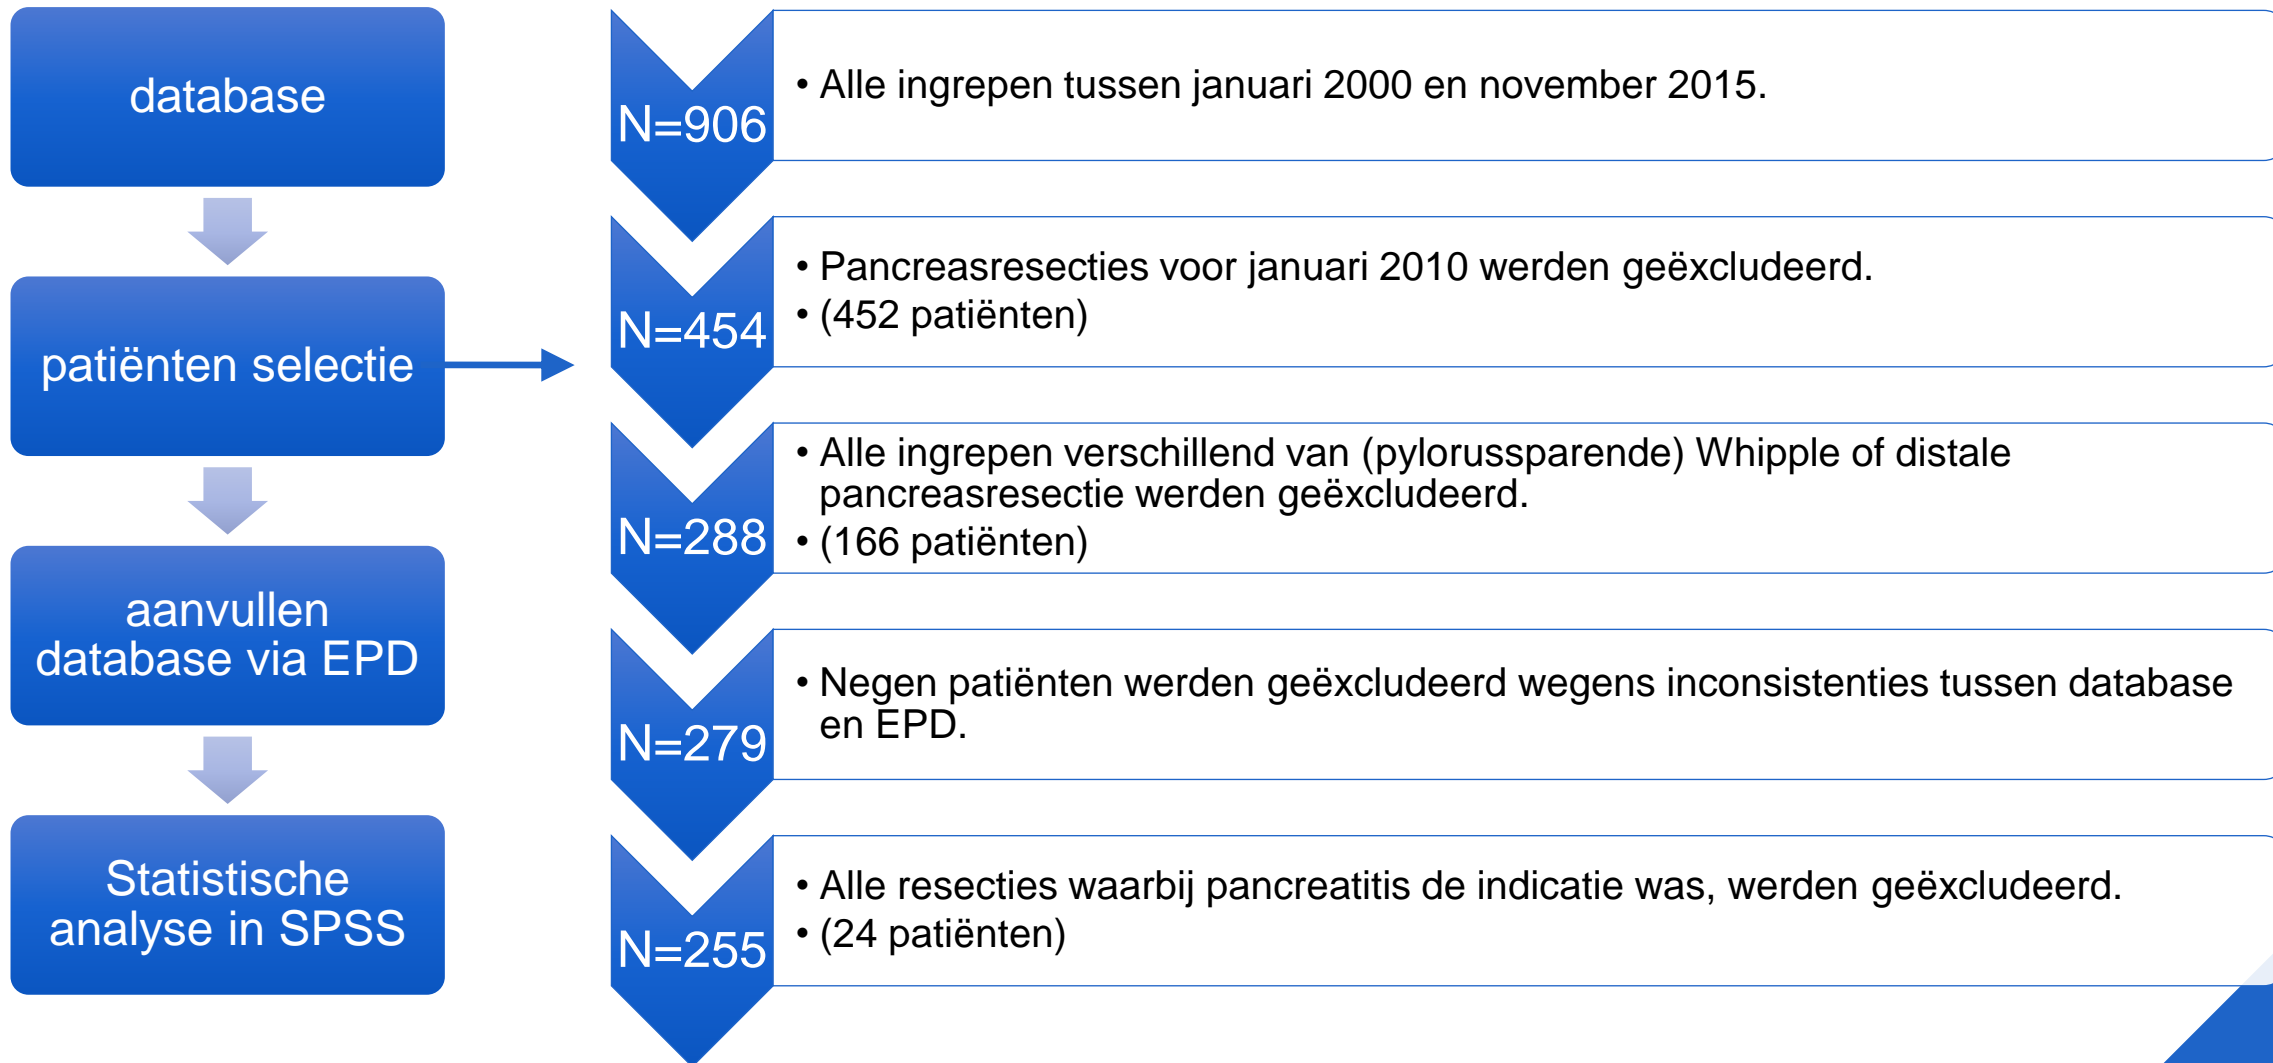 database
patiënten selectie
aanvullen
database via EPD
Statistische
analyse in SPSS
N=906
• Alle ingrepen tussen januari 2000 en november 2015.
N=454
• Pancreasresecties voor januari 2010 werden geëxcludeerd.
• (452 patiënten)
N=288
• Alle ingrepen verschillend van (pylorussparende) Whipple of distale
pancreasresectie werden geëxcludeerd.
• (166 patiënten)
N=279
• Negen patiënten werden geëxcludeerd wegens inconsistenties tussen database
en EPD.
N=255
• Alle resecties waarbij pancreatitis de indicatie was, werden geëxcludeerd.
• (24 patiënten)